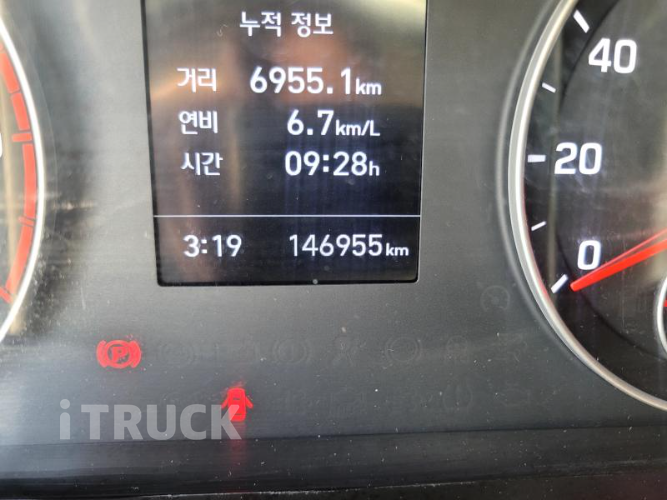 누적 정보
40
거리 6955.1km
연비 6.7km/L
시간 09:28h
20
3:19 146955km
0
P
iTRUCK